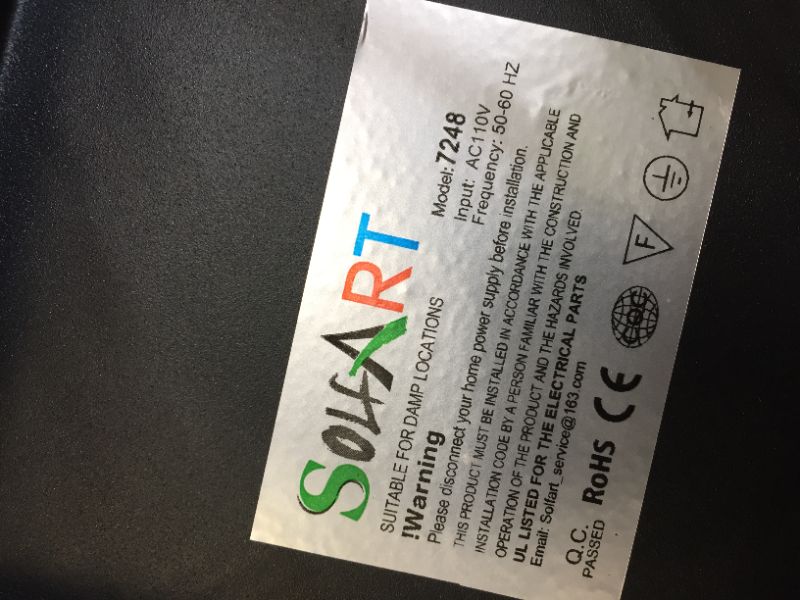 SOLFART
SUITABLE FOR DAMP LOCATIONS
Model: 7248
Input: AC110V
Frequency: 50-60 HZ
!Warning
Please disconnect your home power supply before installation.
THIS PRODUCT MUST BE INSTALLED IN ACCORDANCE WITH THE APPLICABLE
INSTALLATION CODE BY A PERSON FAMILIAR WITH THE CONSTRUCTION AND
OPERATION OF THE PRODUCT AND THE HAZARDS INVOLVED.
UL LISTED FOR THE ELECTRICAL PARTS
Email: Solfart_service@163.com
Q.C.
PASSED
RoHS CE
F